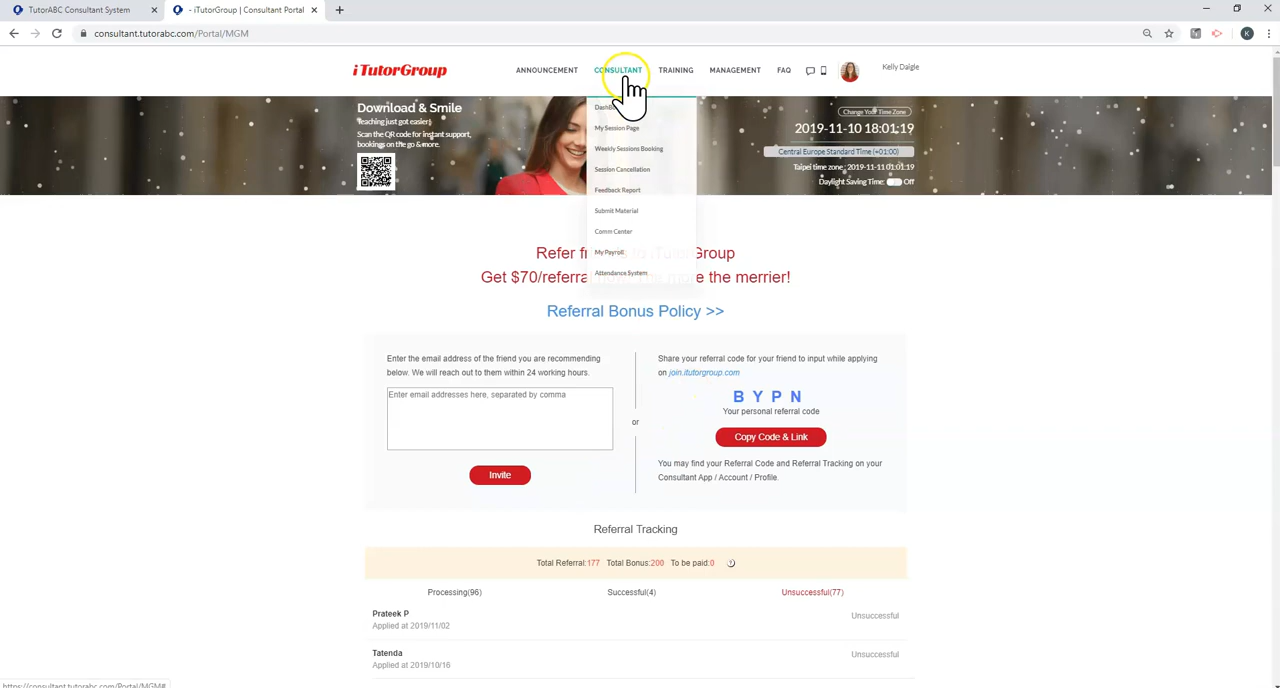 TutorABC Consultant System
- iTutorGroup | Consultant Portal
consultant.tutorabc.com/Portal/MGM
K
iTutorGroup
ANNOUNCEMENT
CONSULTANT
TRAINING
MANAGEMENT
FAQ
Kelly Daigle
Download & Smile
Teaching just got easier;
Scan the QR code for instant support,
bookings on the go & more.
Change Your Time Zone
2019-11-10 18:01:19
Central Europe Standard Time (+01:00)
Taipei time zone : 2019-11-11 01:01:19
Daylight Saving Time: Off
My Session Page
Weekly Sessions Booking
Session Cancellation
Feedback Report
Submit Material
Comm Center
My Payroll
Attendance System
Refer Group
Get $70/referral more the merrier!
Referral Bonus Policy >>
Enter the email address of the friend you are recommending
below. We will reach out to them within 24 working hours.
Enter email addresses here, separated by comma
Invite
or
Share your referral code for your friend to input while applying
on join.itutorgroup.com
B Y P N
Your personal referral code
Copy Code & Link
You may find your Referral Code and Referral Tracking on your
Consultant App / Account / Profile.
Referral Tracking
Total Referral:177 Total Bonus:200 To be paid:0 ?
Processing(96)
Successful(4)
Unsuccessful(77)
Prateek P
Applied at 2019/11/02
Unsuccessful
Tatenda
Applied at 2019/10/16
Unsuccessful
https://consultant.tutorabc.com/Portal/MGM#